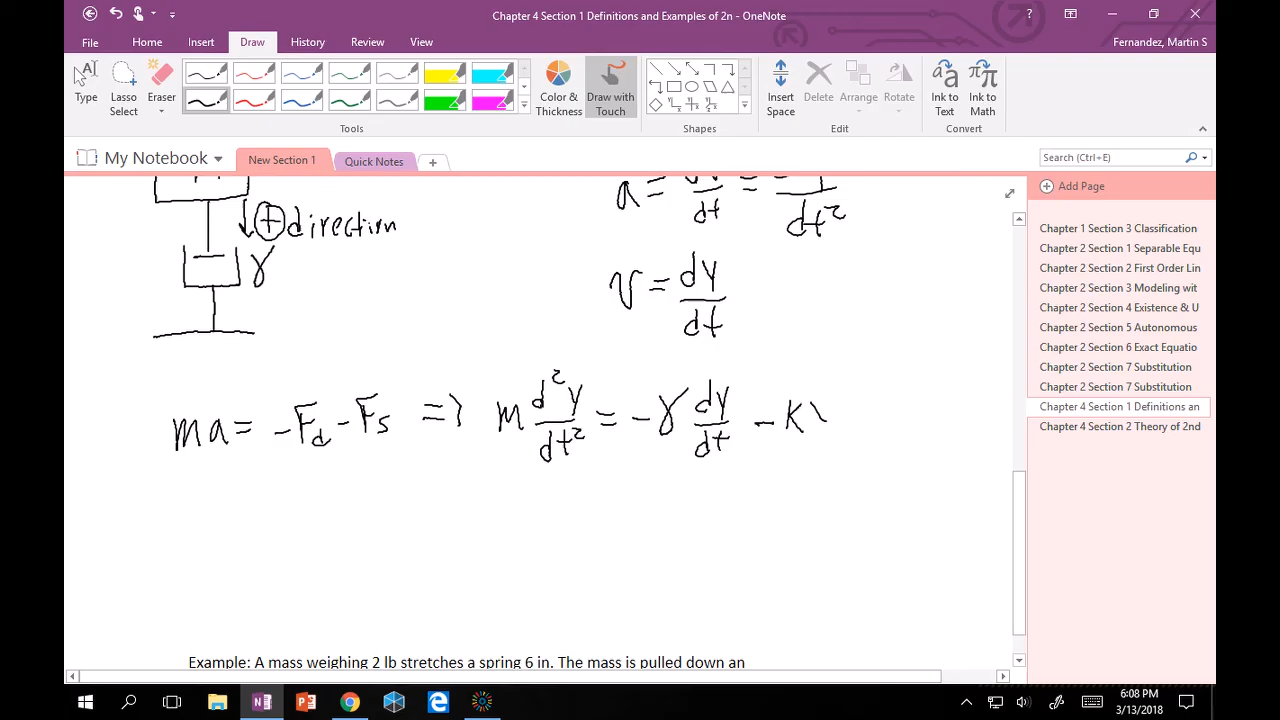 Chapter 4 Section 1 Definitions and Examples of 2n - OneNote
?
File Home Insert Draw History Review View
Fernandez, Martin S
Type
Lasso Select
Eraser
Color & Thickness
Draw with Touch
Insert Space
Delete
Arrange
Rotate
Ink to Text
Ink to Math
Tools
Shapes
Edit
Convert
My Notebook
New Section 1
Quick Notes
+
Search (Ctrl+E)
Add Page
Chapter 1 Section 3 Classification
Chapter 2 Section 1 Separable Equ
Chapter 2 Section 2 First Order Lin
Chapter 2 Section 3 Modeling wit
Chapter 2 Section 4 Existence & U
Chapter 2 Section 5 Autonomous
Chapter 2 Section 6 Exact Equatio
Chapter 2 Section 7 Substitution
Chapter 2 Section 7 Substitution
Chapter 4 Section 1 Definitions an
Chapter 4 Section 2 Theory of 2nd
↓ ⊕ direction
γ
a = dv/dt = /dt²
v = dy/dt
ma = -Fd - Fs => m d²y/dt² = -γ dy/dt - k
Example: A mass weighing 2 lb stretches a spring 6 in. The mass is pulled down an
6:08 PM
3/13/2018